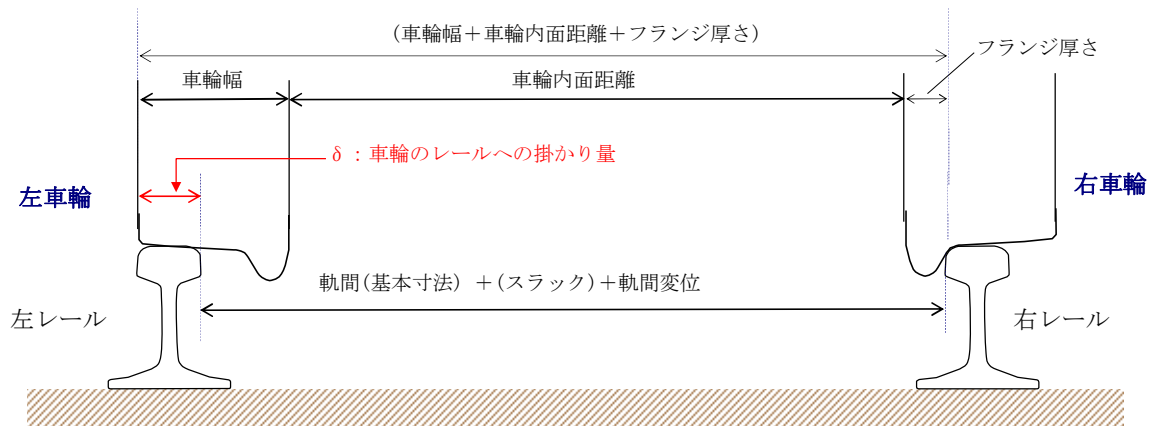 (車輪幅＋車輪内面距離＋フランジ厚さ)
フランジ厚さ
車輪幅
車輪内面距離
δ：車輪のレールへの掛かり量
左車輪
右車輪
軌間(基本寸法) ＋(スラック)＋軌間変位
左レール
右レール